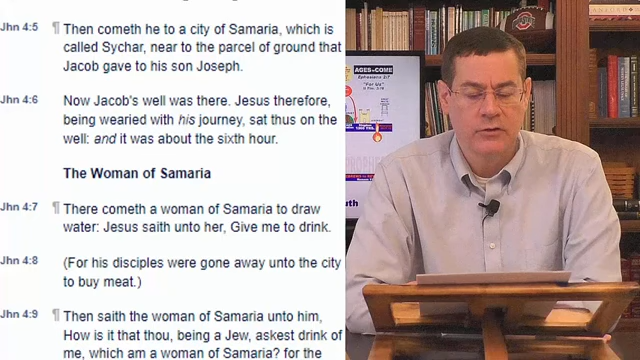 Jhn 4:5 ¶ Then cometh he to a city of Samaria, which is
called Sychar, near to the parcel of ground that
Jacob gave to his son Joseph.
Jhn 4:6 Now Jacob's well was there. Jesus therefore,
being wearied with his journey, sat thus on the
well: and it was about the sixth hour.
The Woman of Samaria
Jhn 4:7 ¶ There cometh a woman of Samaria to draw
water: Jesus saith unto her, Give me to drink.
Jhn 4:8 (For his disciples were gone away unto the city
to buy meat.)
Jhn 4:9 ¶ Then saith the woman of Samaria unto him,
How is it that thou, being a Jew, askest drink of
me, which am a woman of Samaria? for the
AGES-COME
Ephesians 2:7
"For Us"